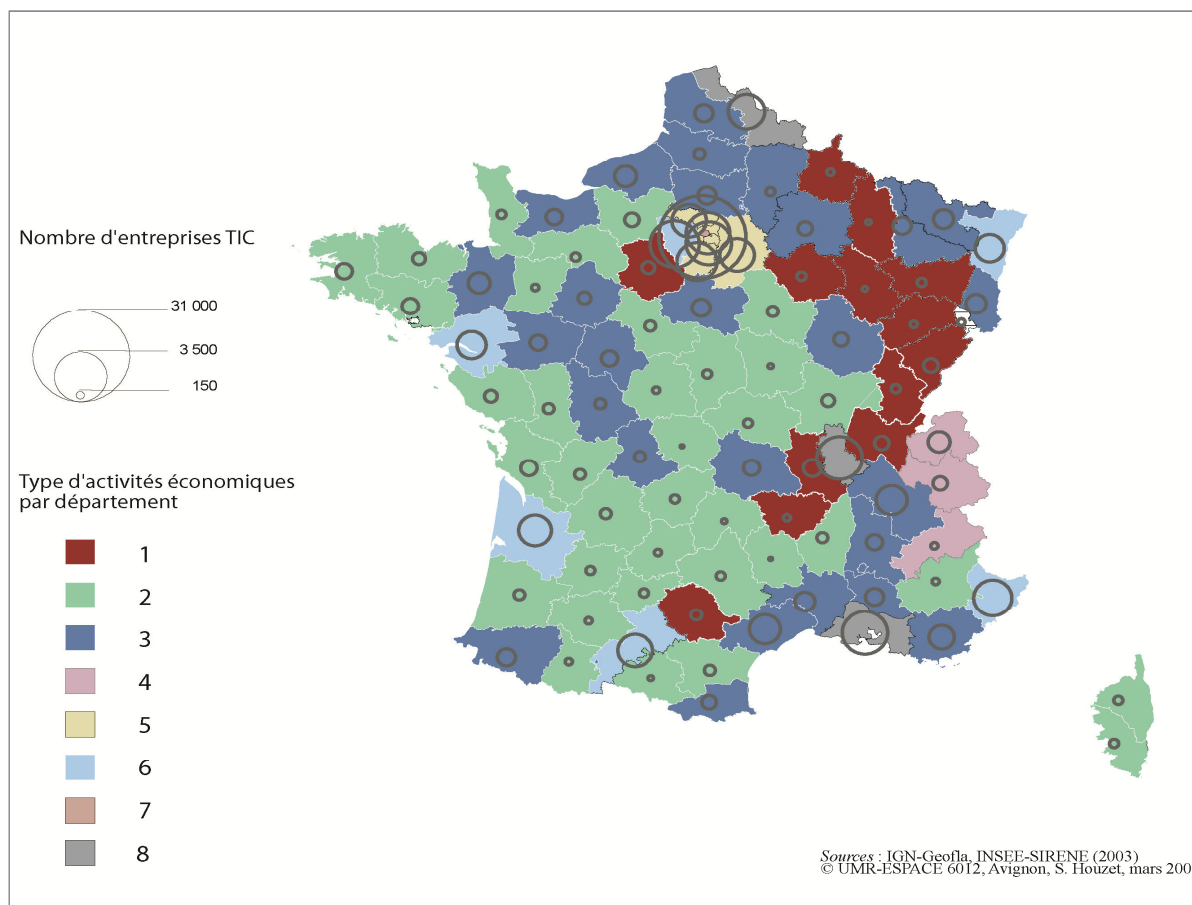 Nombre d'entreprises TIC
31 000
3 500
150
Type d'activités économiques
par département
1
2
3
4
5
6
7
8
Sources : IGN-Geofla, INSEE-SIRENE (2003)
© UMR-ESPACE 6012, Avignon, S. Houzet, mars 200